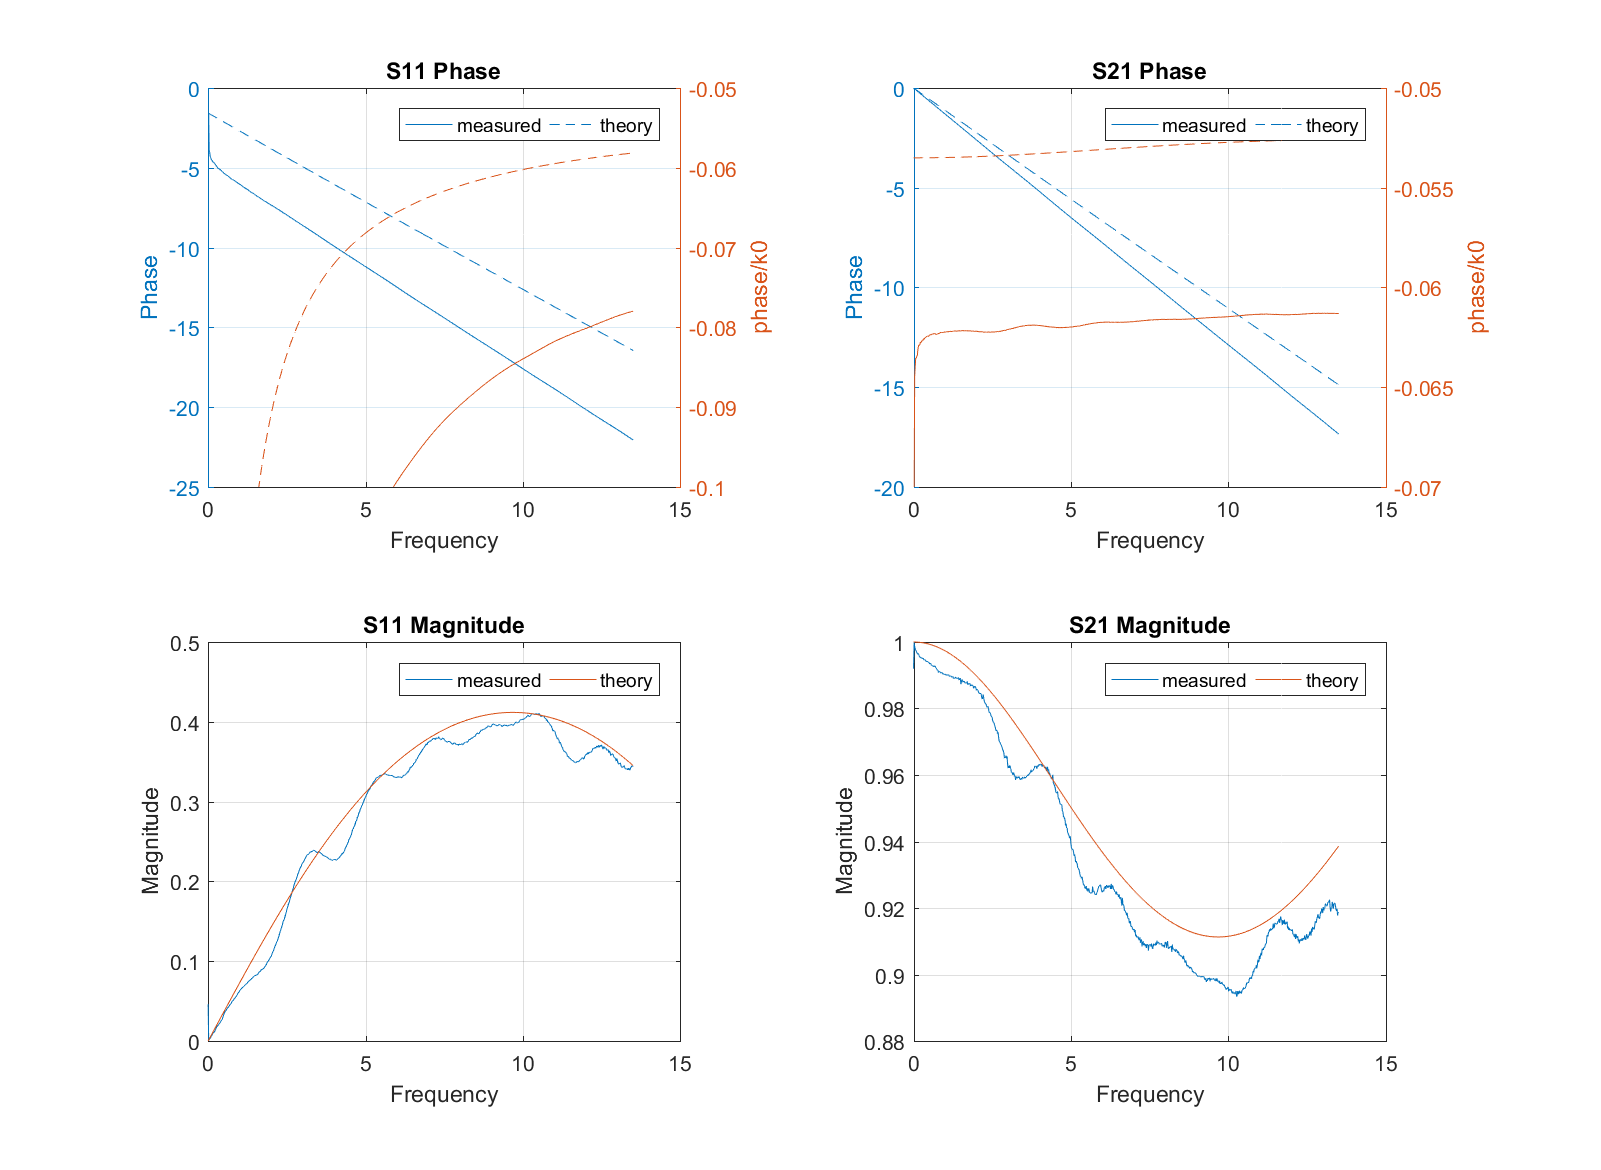 S11 Phase
0
-5
-10
-15
-20
-25
Phase
-0.05
-0.06
-0.07
-0.08
-0.09
-0.1
phase/k0
measured theory
0 5 10 15
Frequency
S21 Phase
0
-5
-10
-15
-20
Phase
-0.05
-0.055
-0.06
-0.065
-0.07
phase/k0
measured theory
0 5 10 15
Frequency
S11 Magnitude
0.5
0.4
0.3
0.2
0.1
0
Magnitude
measured theory
0 5 10 15
Frequency
S21 Magnitude
1
0.98
0.96
0.94
0.92
0.9
0.88
Magnitude
measured theory
0 5 10 15
Frequency